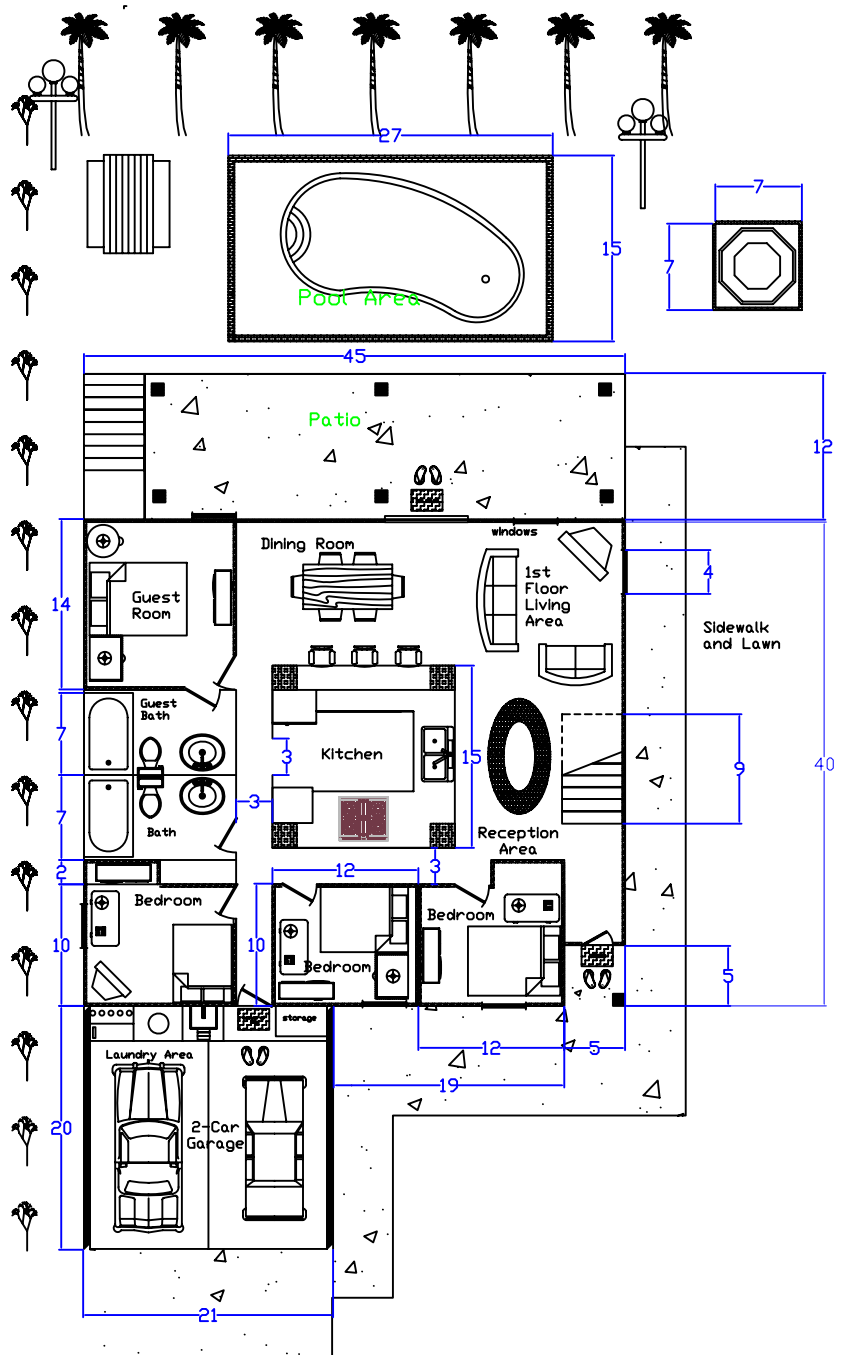 27
7
15
7
Pool Area
45
Patio
12
windows
Dining Room
4
1st
Floor
Living
Area
14
Guest
Room
Sidewalk
and Lawn
Guest
Bath
7
3
Kitchen
15
9
40
3
7
Bath
Reception
Area
2
12
3
Bedroom
Bedroom
10
10
Bedroom
5
storage
Laundry Area
12
5
19
20
2-Car
Garage
21